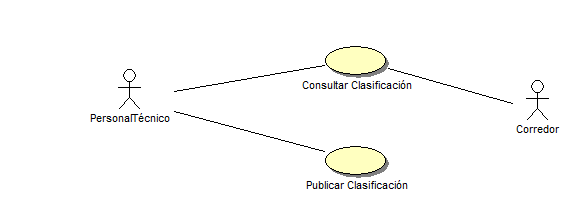 Consultar Clasificación
PersonalTécnico
Corredor
Publicar Clasificación